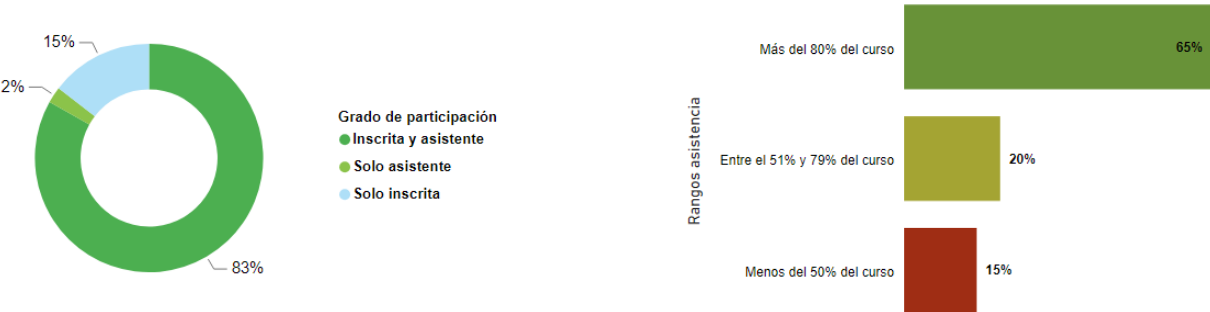 15%
2%
83%
Grado de participación
Inscrita y asistente
Solo asistente
Solo inscrita
Rangos asistencia
Más del 80% del curso
65%
Entre el 51% y 79% del curso
20%
Menos del 50% del curso
15%